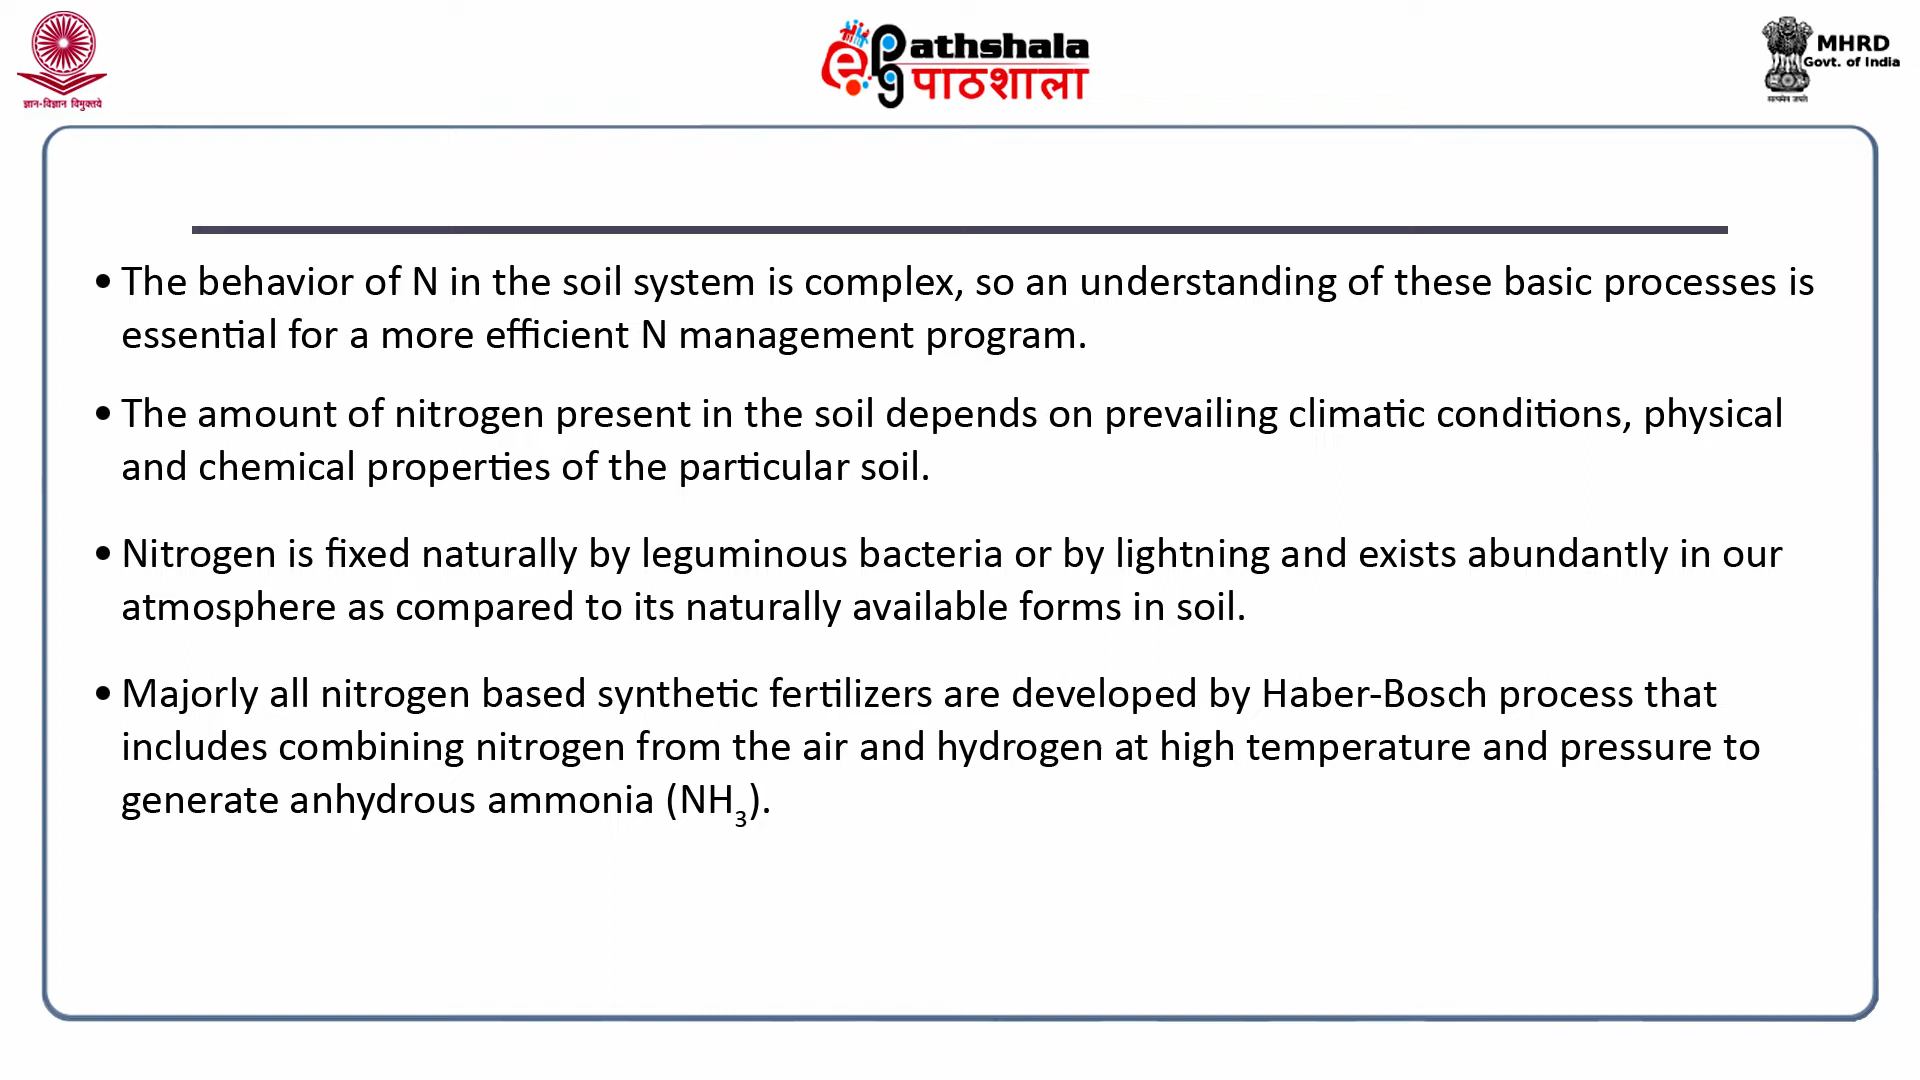 ज्ञान-विज्ञान विमुक्तये
e pg Pathshala
पाठशाला
MHRD
Govt. of India
सत्यमेव जयते
• The behavior of N in the soil system is complex, so an understanding of these basic processes is
essential for a more efficient N management program.
• The amount of nitrogen present in the soil depends on prevailing climatic conditions, physical
and chemical properties of the particular soil.
• Nitrogen is fixed naturally by leguminous bacteria or by lightning and exists abundantly in our
atmosphere as compared to its naturally available forms in soil.
• Majorly all nitrogen based synthetic fertilizers are developed by Haber-Bosch process that
includes combining nitrogen from the air and hydrogen at high temperature and pressure to
generate anhydrous ammonia (NH₃).